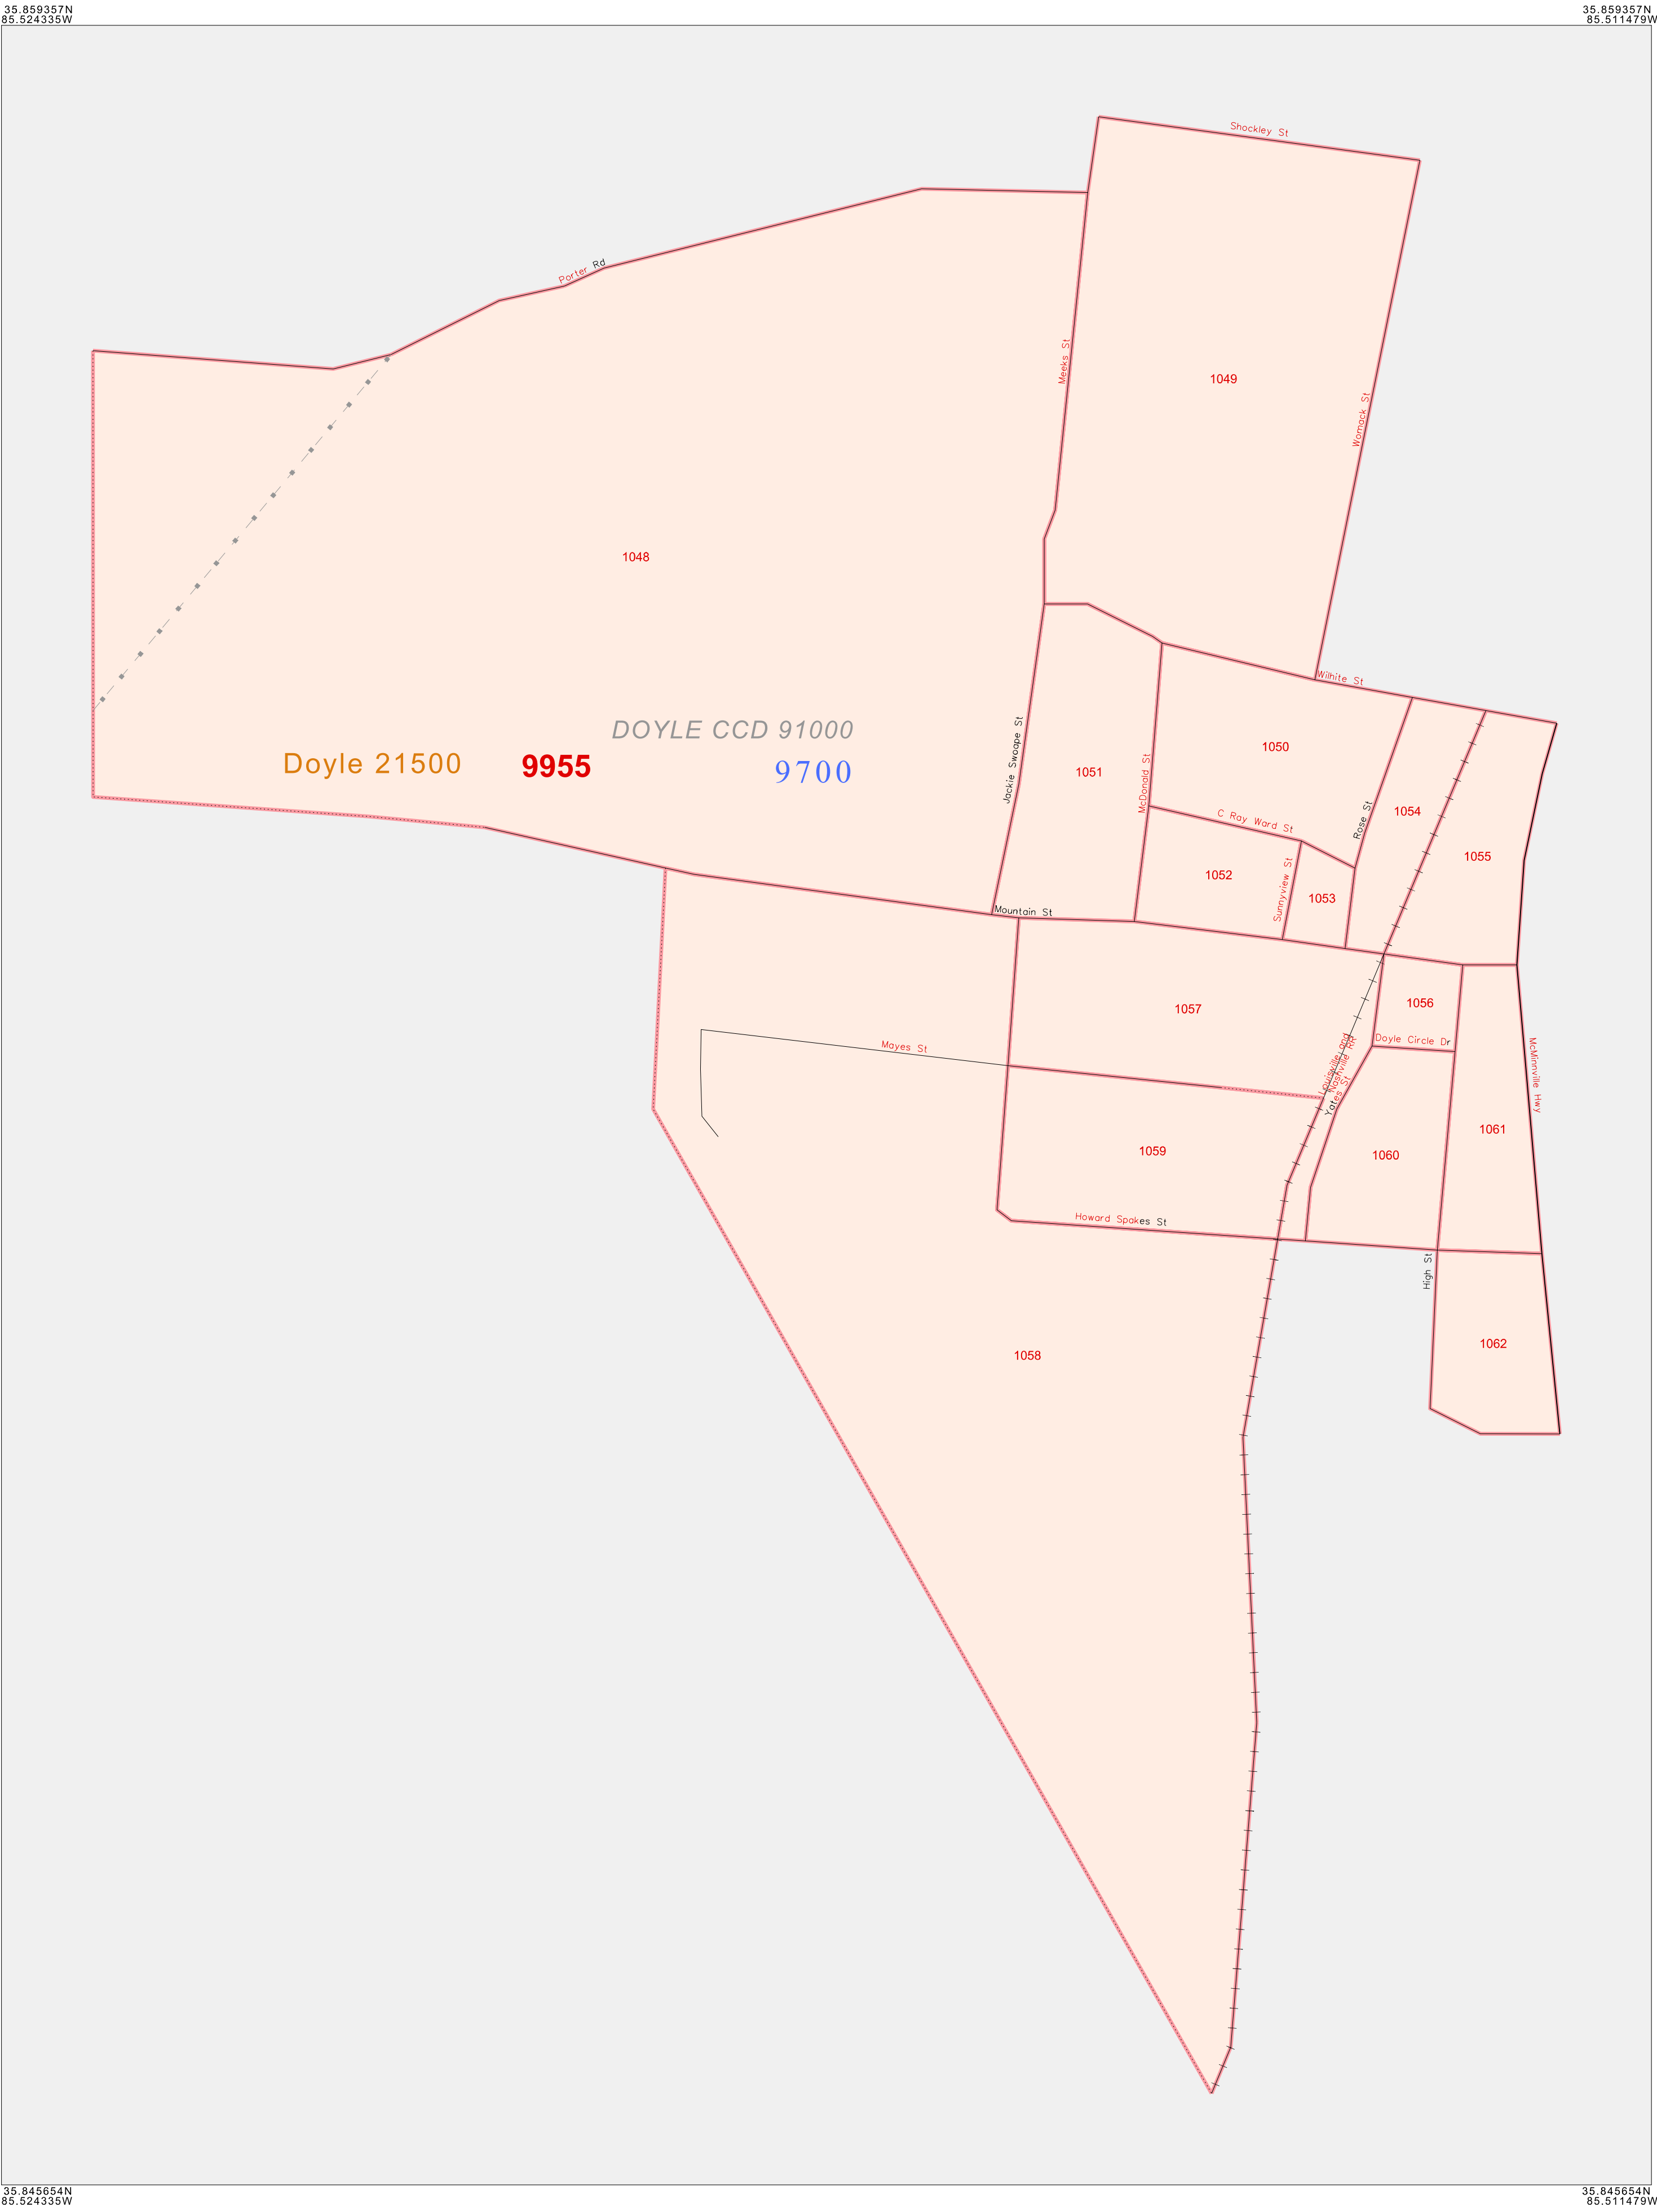 35.859357N
85.524335W
35.859357N
85.511479W
Shockley St
Porter Rd
Meeks St
1049
Womack St
1048
Wilhite St
DOYLE CCD 91000
Doyle 21500
9955
9700
Jackie Swoape St
1051
McDonald St
1050
C Ray Ward St
Rose St
1054
1055
1052
Sunnyview St
1053
Mountain St
1057
1056
Mayes St
Louisville and
Nashville RR
Doyle Circle Dr
Yates St
McMinnville Hwy
1059
1060
1061
Howard Spakes St
High St
1058
1062
35.845654N
85.524335W
35.845654N
85.511479W